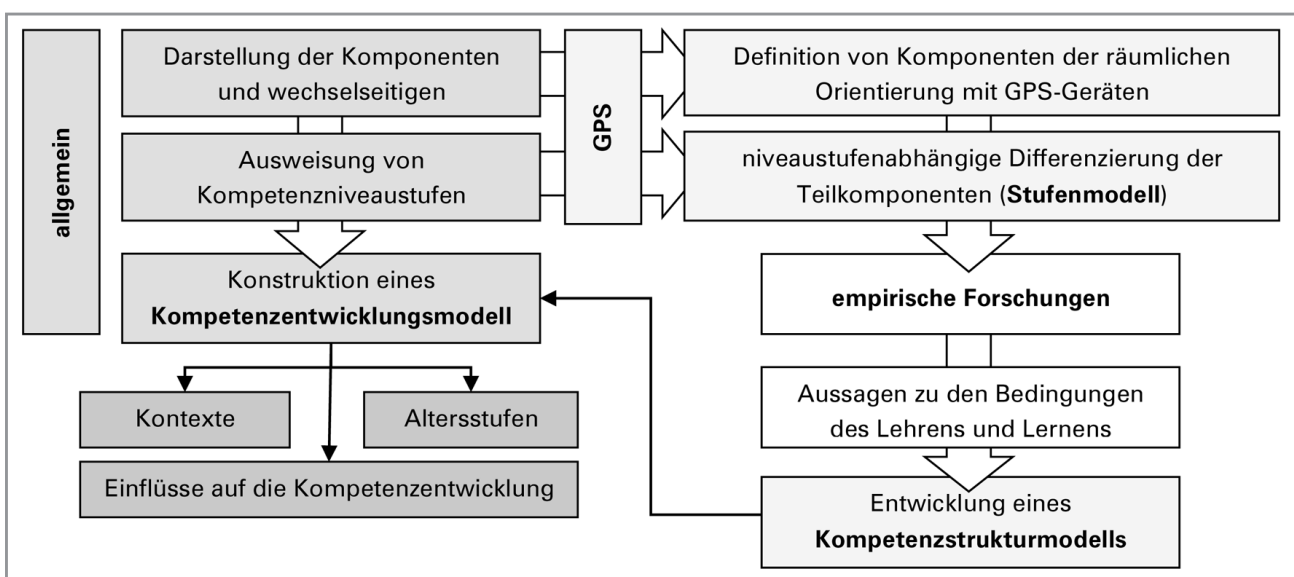 allgemein
Darstellung der Komponenten
und wechselseitigen
Ausweisung von
Kompetenzniveaustufen
Konstruktion eines
Kompetenzentwicklungsmodell
Kontexte
Altersstufen
Einflüsse auf die Kompetenzentwicklung
GPS
Definition von Komponenten der räumlichen
Orientierung mit GPS-Geräten
niveaustufenabhängige Differenzierung der
Teilkomponenten (Stufenmodell)
empirische Forschungen
Aussagen zu den Bedingungen
des Lehrens und Lernens
Entwicklung eines
Kompetenzstrukturmodells